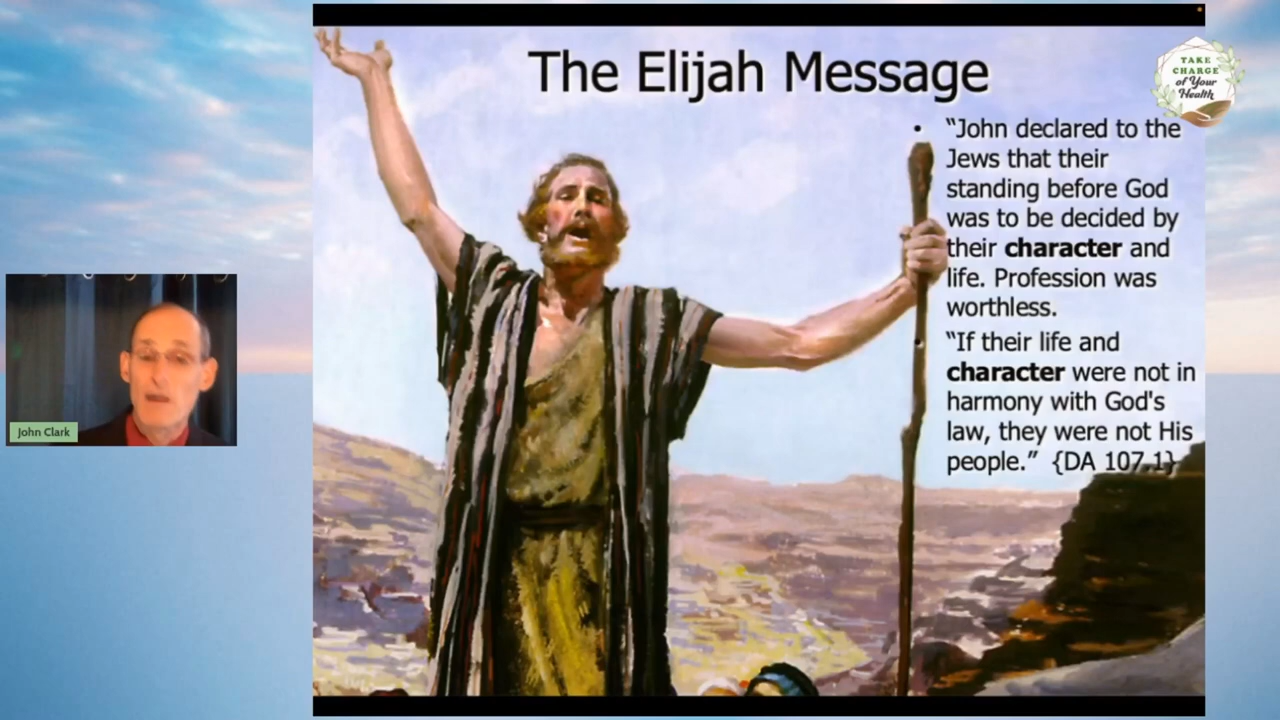 The Elijah Message
TAKE
CHARGE
of Your
Health
• “John declared to the
Jews that their
standing before God
was to be decided by
their character and
life. Profession was
worthless.
• “If their life and
character were not in
harmony with God's
law, they were not His
people.” {DA 107.1}
John Clark